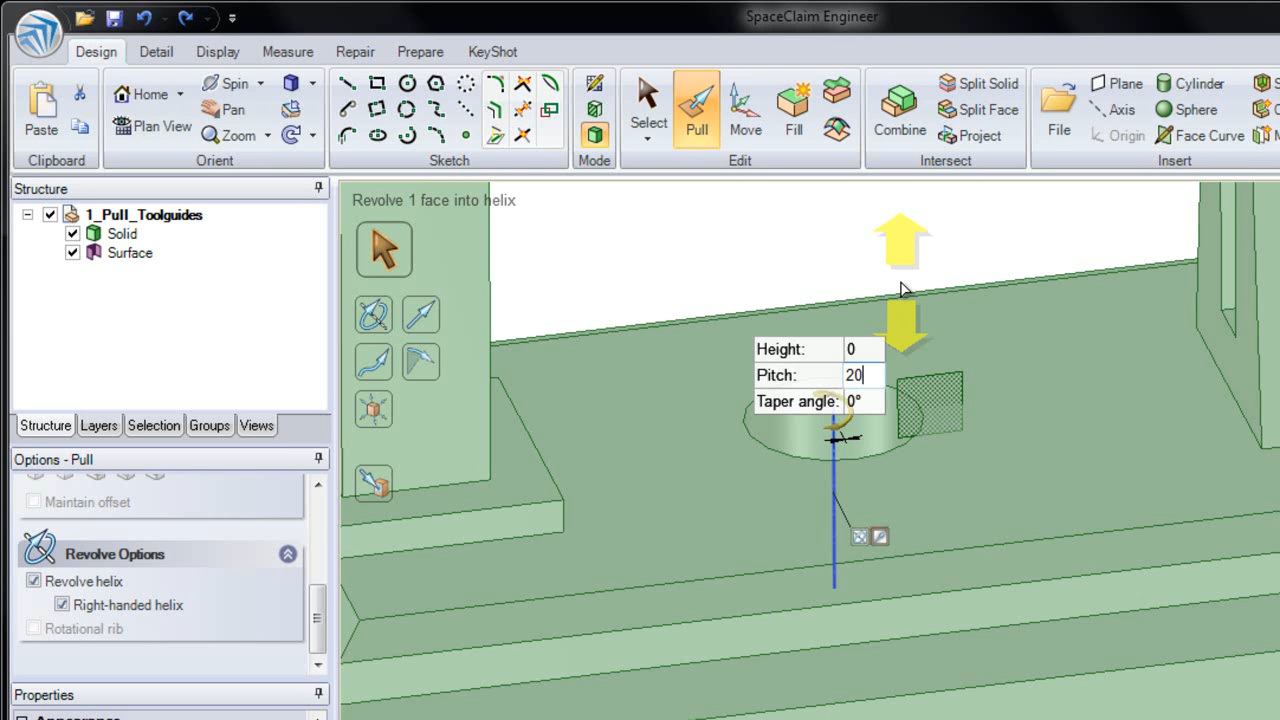 SpaceClaim Engineer
Design Detail Display Measure Repair Prepare KeyShot
Paste
Clipboard
Home
Plan View
Spin
Pan
Zoom
Orient
Sketch
Mode
Select
Pull
Move
Fill
Edit
Combine
Split Solid
Split Face
Project
Intersect
File
Plane
Axis
Origin
Cylinder
Sphere
Face Curve
Insert
Structure
1_Pull_Toolguides
Solid
Surface
Structure Layers Selection Groups Views
Options - Pull
Maintain offset
Revolve Options
Revolve helix
Right-handed helix
Rotational rib
Properties
Revolve 1 face into helix
Height: 0
Pitch: 20
Taper angle: 0°